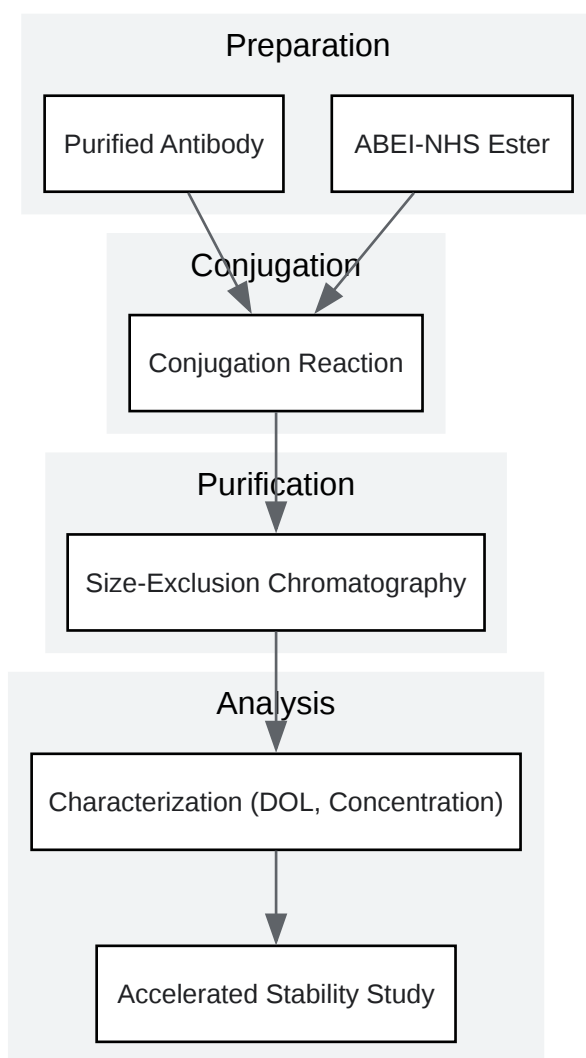 Preparation
Purified Antibody
ABEI-NHS Ester
Conjugation
Conjugation Reaction
Purification
Size-Exclusion Chromatography
Analysis
Characterization (DOL, Concentration)
Accelerated Stability Study